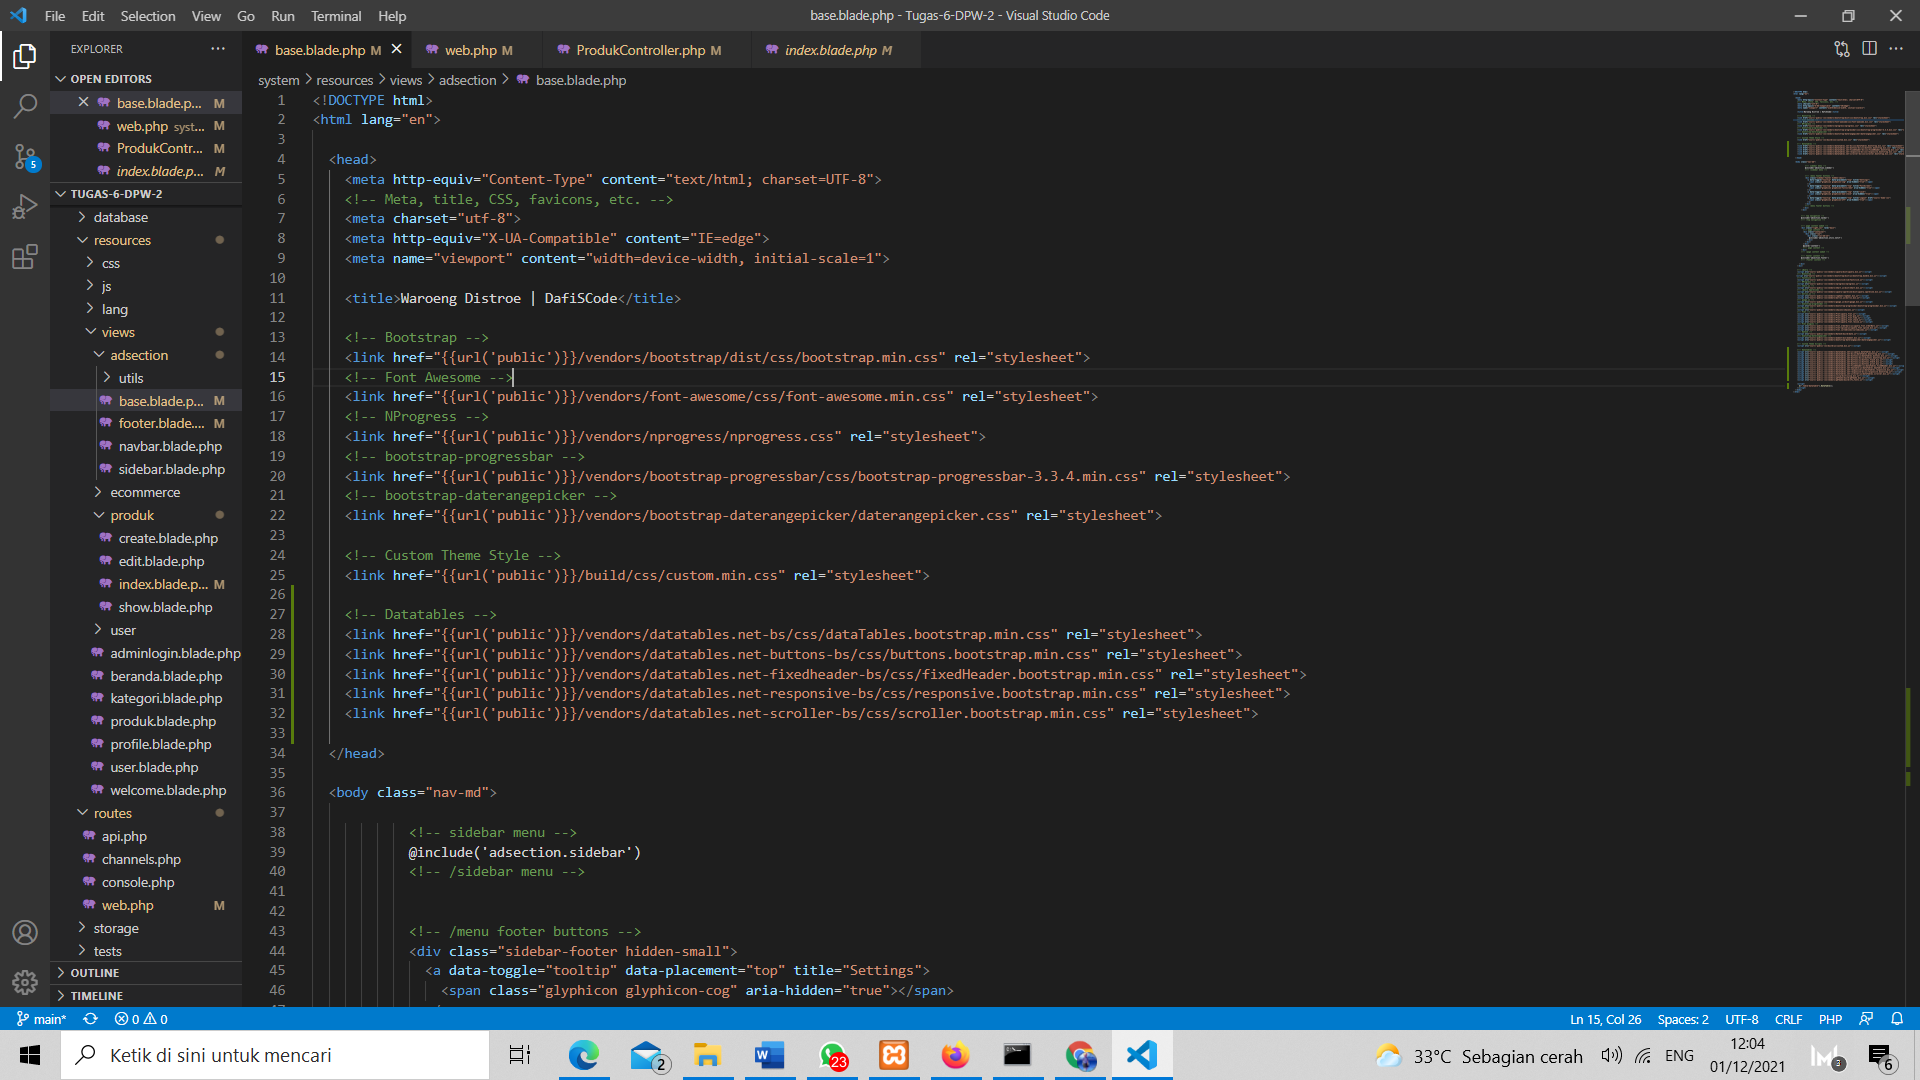 File Edit Selection View Go Run Terminal Help
base.blade.php - Tugas-6-DPW-2 - Visual Studio Code
EXPLORER
OPEN EDITORS
base.blade.p... M
web.php syst... M
ProdukContr... M
index.blade.p... M
TUGAS-6-DPW-2
database
resources
css
js
lang
views
adsection
utils
base.blade.p... M
footer.blade.... M
navbar.blade.php
sidebar.blade.php
ecommerce
produk
create.blade.php
edit.blade.php
index.blade.p... M
show.blade.php
user
adminlogin.blade.php
beranda.blade.php
kategori.blade.php
produk.blade.php
profile.blade.php
user.blade.php
welcome.blade.php
routes
api.php
channels.php
console.php
web.php M
storage
tests
OUTLINE
TIMELINE
5
base.blade.php M
web.php M
ProdukController.php M
index.blade.php M
system > resources > views > adsection > base.blade.php
1 <!DOCTYPE html>
2 <html lang="en">
3
4 <head>
5 <meta http-equiv="Content-Type" content="text/html; charset=UTF-8">
6 <!-- Meta, title, CSS, favicons, etc. -->
7 <meta charset="utf-8">
8 <meta http-equiv="X-UA-Compatible" content="IE=edge">
9 <meta name="viewport" content="width=device-width, initial-scale=1">
10
11 <title>Waroeng Distroe | DafiSCode</title>
12
13 <!-- Bootstrap -->
14 <link href="{{url('public')}}/vendors/bootstrap/dist/css/bootstrap.min.css" rel="stylesheet">
15 <!-- Font Awesome -->
16 <link href="{{url('public')}}/vendors/font-awesome/css/font-awesome.min.css" rel="stylesheet">
17 <!-- NProgress -->
18 <link href="{{url('public')}}/vendors/nprogress/nprogress.css" rel="stylesheet">
19 <!-- bootstrap-progressbar -->
20 <link href="{{url('public')}}/vendors/bootstrap-progressbar/css/bootstrap-progressbar-3.3.4.min.css" rel="stylesheet">
21 <!-- bootstrap-daterangepicker -->
22 <link href="{{url('public')}}/vendors/bootstrap-daterangepicker/daterangepicker.css" rel="stylesheet">
23
24 <!-- Custom Theme Style -->
25 <link href="{{url('public')}}/build/css/custom.min.css" rel="stylesheet">
26
27 <!-- Datatables -->
28 <link href="{{url('public')}}/vendors/datatables.net-bs/css/dataTables.bootstrap.min.css" rel="stylesheet">
29 <link href="{{url('public')}}/vendors/datatables.net-buttons-bs/css/buttons.bootstrap.min.css" rel="stylesheet">
30 <link href="{{url('public')}}/vendors/datatables.net-fixedheader-bs/css/fixedHeader.bootstrap.min.css" rel="stylesheet">
31 <link href="{{url('public')}}/vendors/datatables.net-responsive-bs/css/responsive.bootstrap.min.css" rel="stylesheet">
32 <link href="{{url('public')}}/vendors/datatables.net-scroller-bs/css/scroller.bootstrap.min.css" rel="stylesheet">
33
34 </head>
35
36 <body class="nav-md">
37
38 <!-- sidebar menu -->
39 @include('adsection.sidebar')
40 <!-- /sidebar menu -->
41
42
43 <!-- /menu footer buttons -->
44 <div class="sidebar-footer hidden-small">
45 <a data-toggle="tooltip" data-placement="top" title="Settings">
46 <span class="glyphicon glyphicon-cog" aria-hidden="true"></span>
main* 0 0
Ln 15, Col 26 Spaces: 2 UTF-8 CRLF PHP
Ketik di sini untuk mencari
2
23
33°C Sebagian cerah
ENG
12:04
01/12/2021
3
6